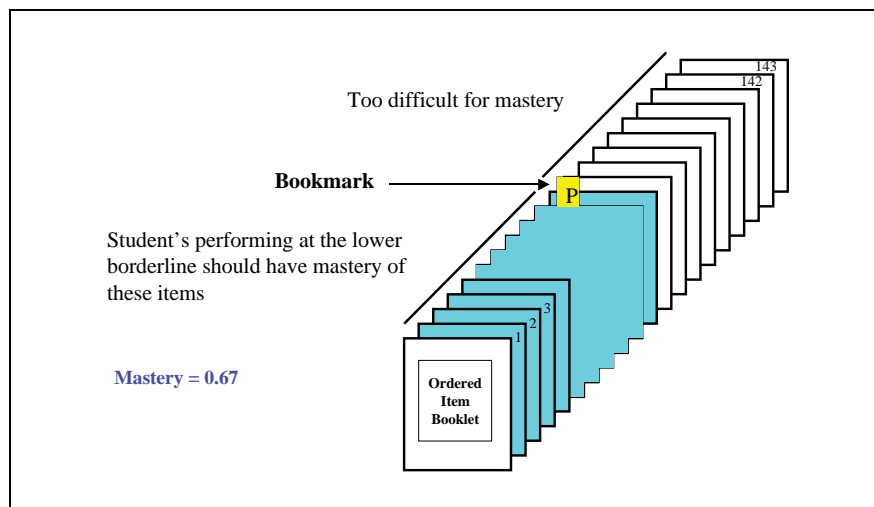 143
142
Too difficult for mastery
Bookmark
P
Student's performing at the lower
borderline should have mastery of
these items
3
2
1
Mastery = 0.67
Ordered
Item
Booklet